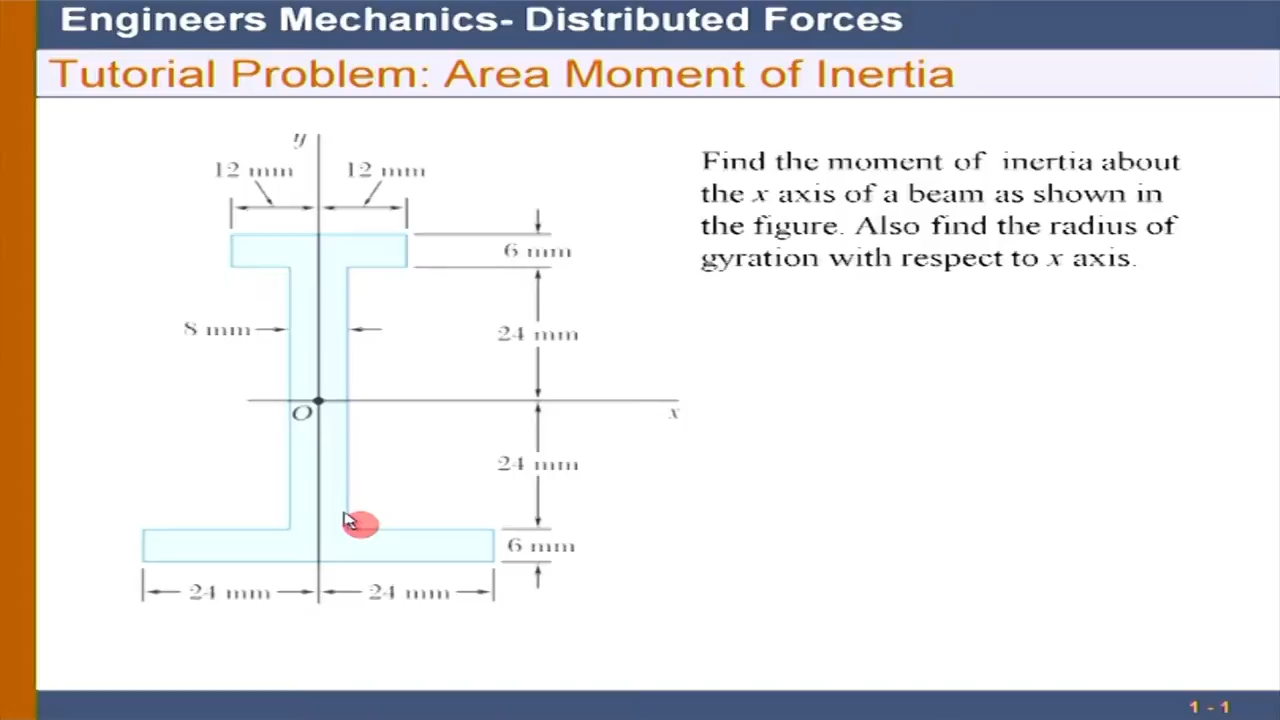 Engineers Mechanics- Distributed Forces
Tutorial Problem: Area Moment of Inertia
y
12 mm 12 mm
6 mm
8 mm
24 mm
O
x
24 mm
6 mm
24 mm 24 mm
Find the moment of inertia about
the x axis of a beam as shown in
the figure. Also find the radius of
gyration with respect to x axis.
1 - 1